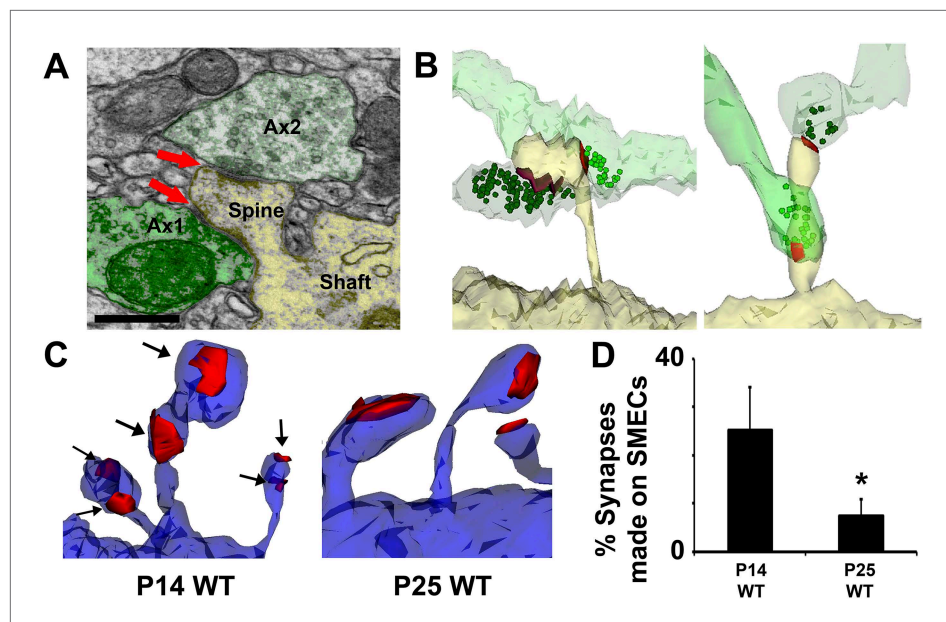 A
Ax2
Spine
Ax1
Shaft
B
C
P14 WT
P25 WT
D
% Synapses
made on SMECs
40
0
*
P14
WT
P25
WT